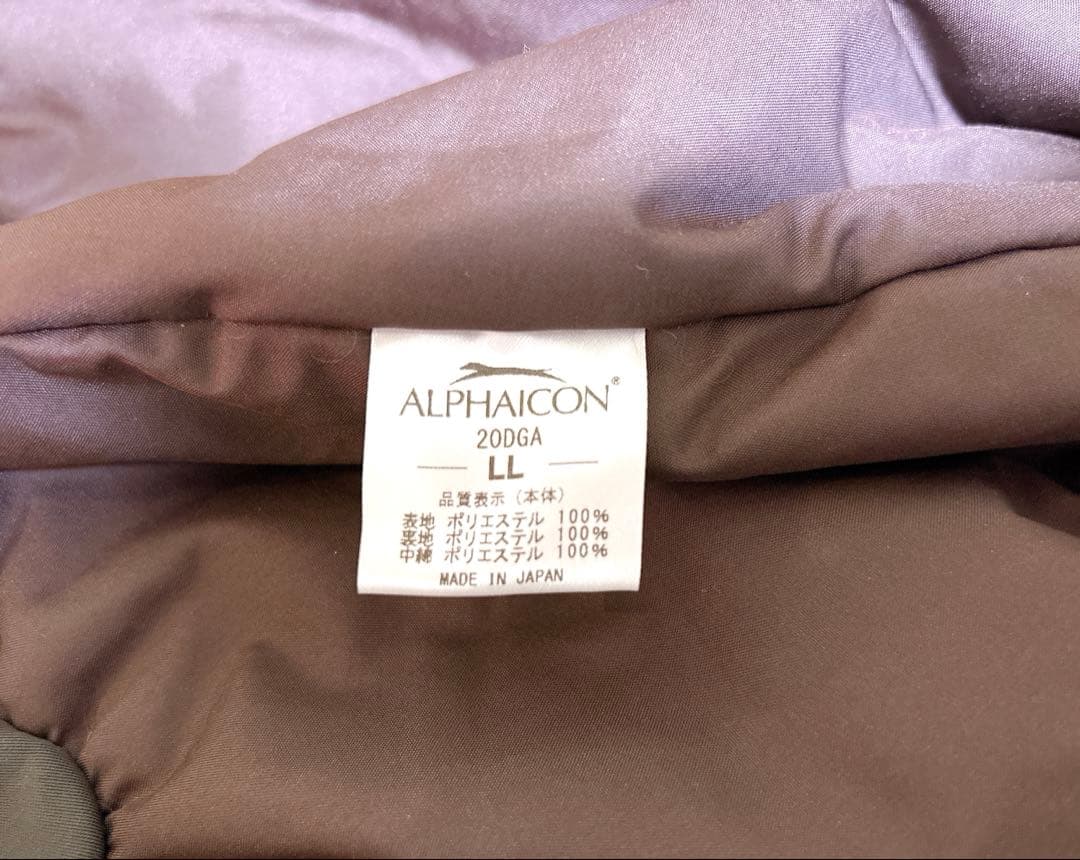 ALPHAICON®
20DGA
LL
品質表示(本体)
表地 ポリエステル 100%
裏地 ポリエステル 100%
中綿 ポリエステル 100%
MADE IN JAPAN